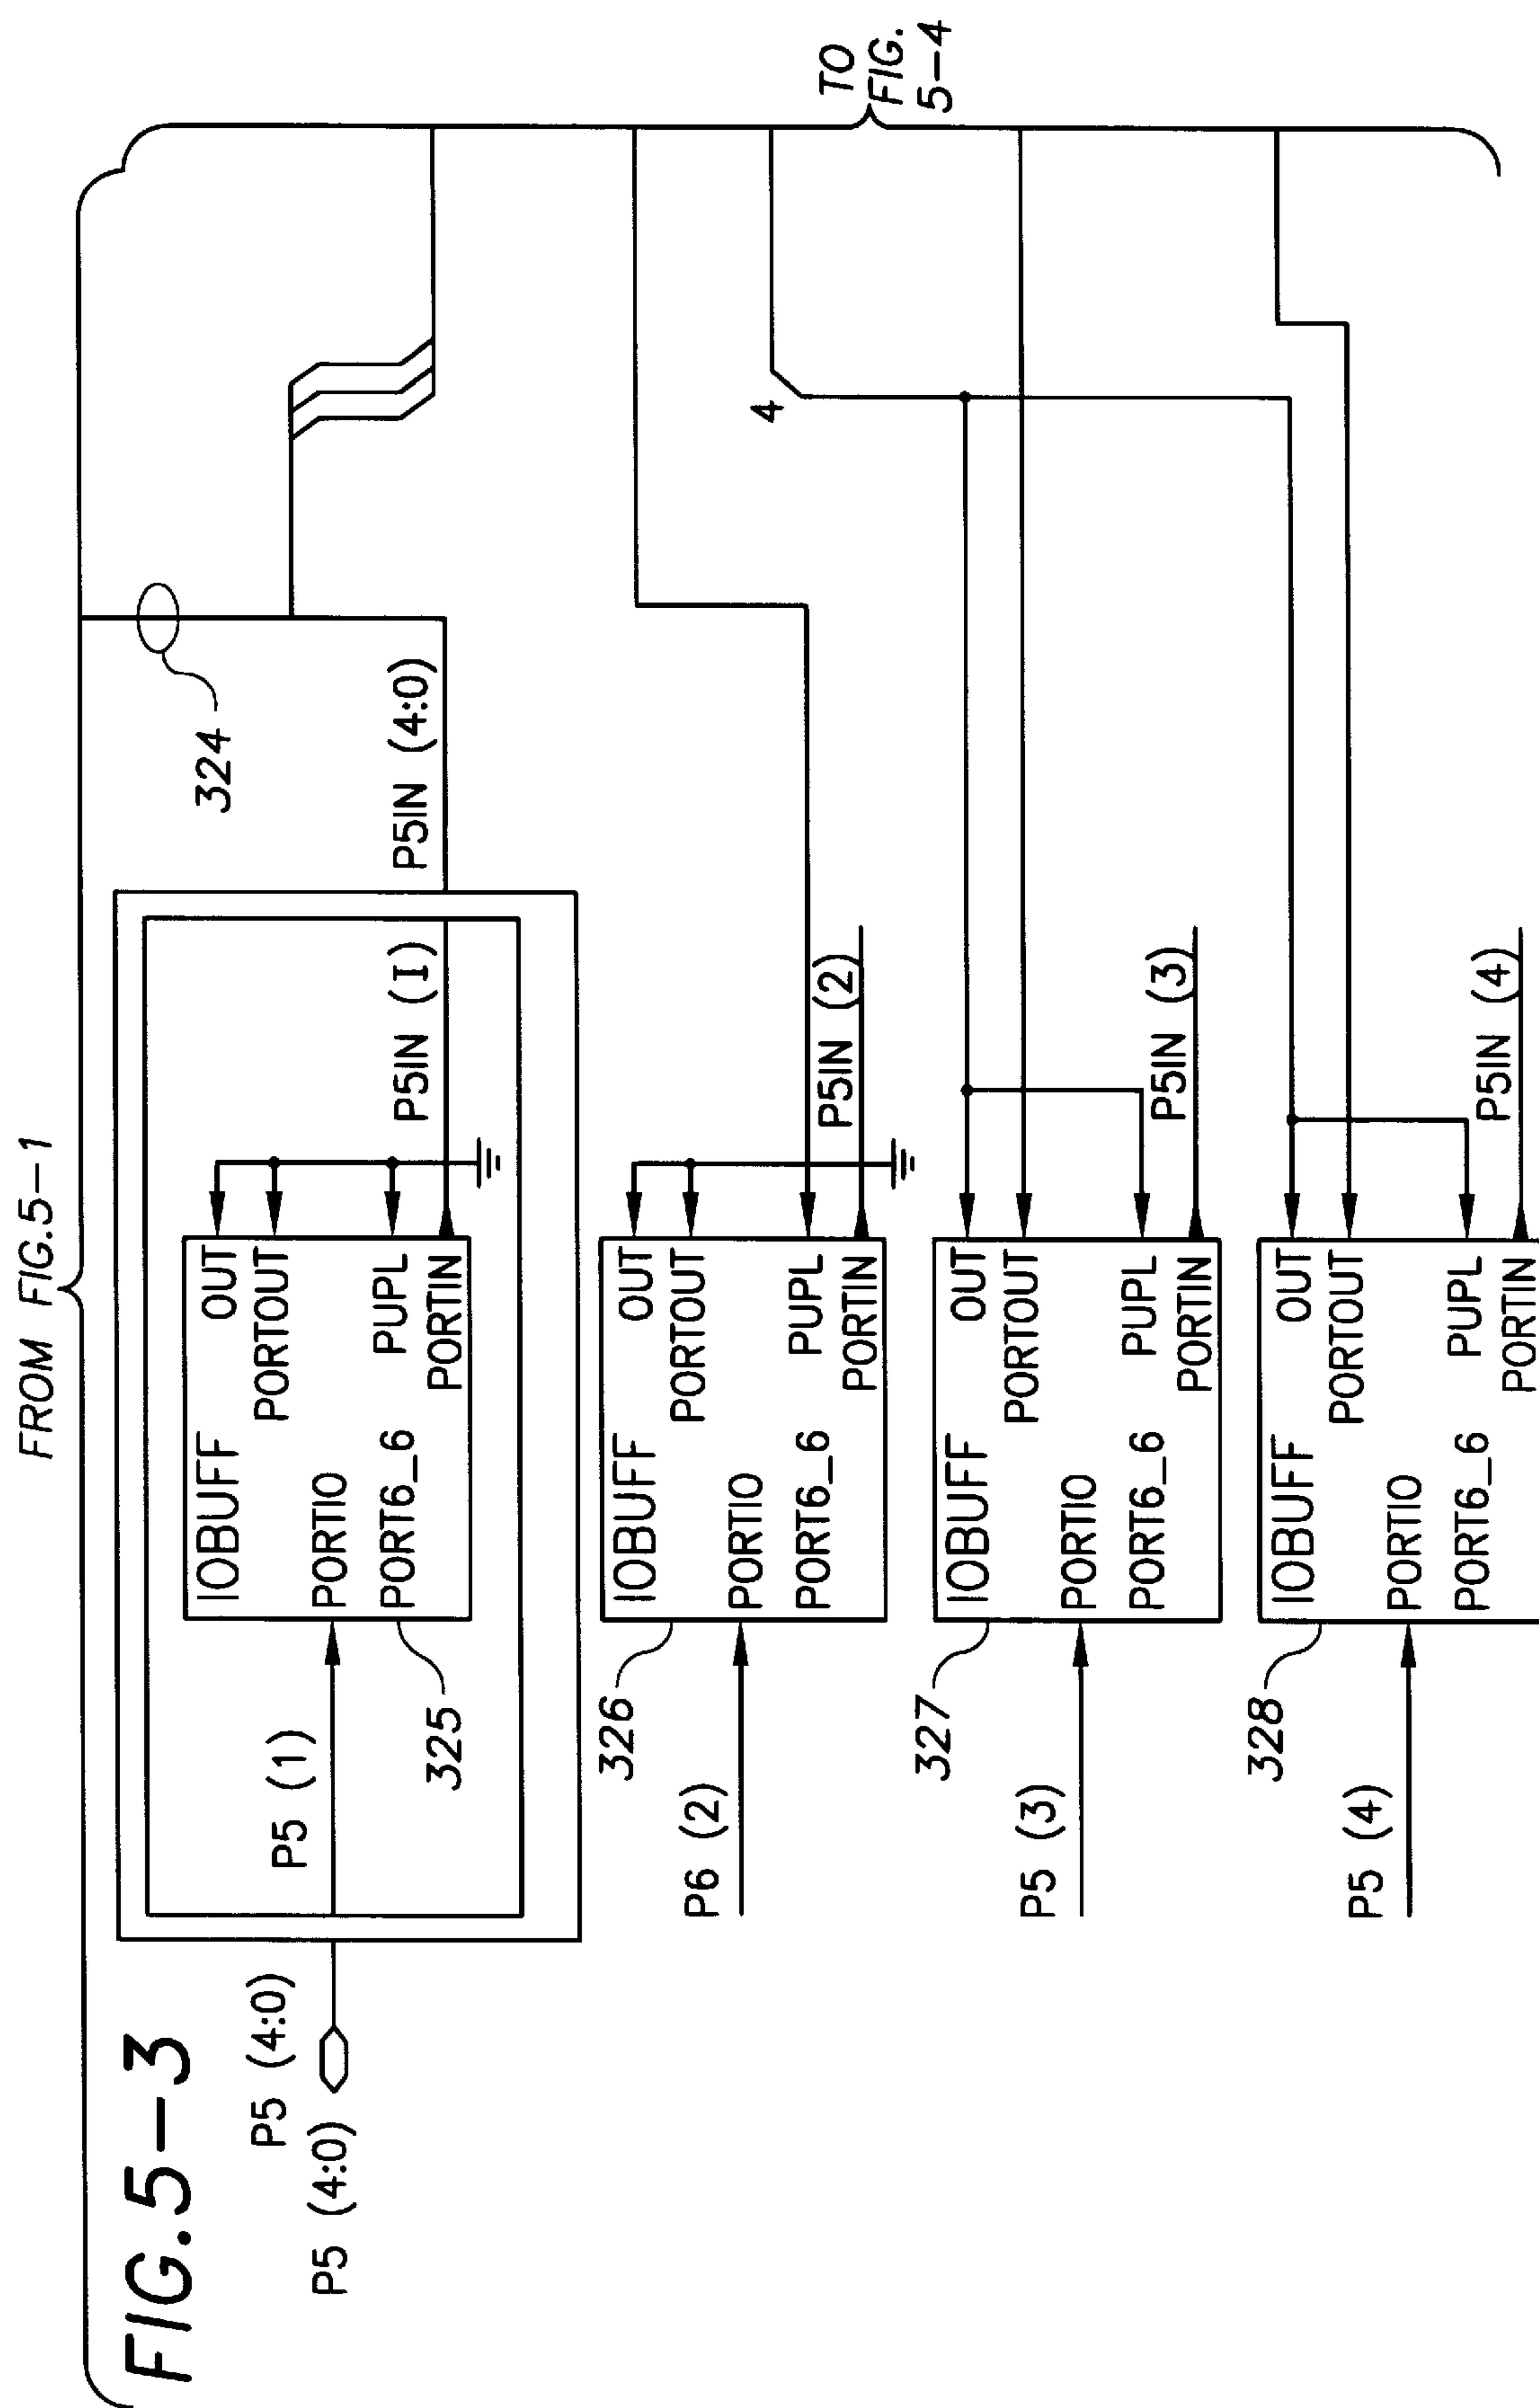 FROM FIG.5-1
FIG.5-3
P5 (4:0)
P5 (4:0)
P5 (1)
325
IOBUFF
OUT
PORTOUT
PORTIO
PUPL
PORT6_6
PORTIN
P5IN (I)
P5IN (4:0)
324
TO
FIG.
5-4
P6 (2)
326
IOBUFF
OUT
PORTOUT
PORTIO
PUPL
PORT6_6
PORTIN
P5IN (2)
4
P5 (3)
327
IOBUFF
OUT
PORTOUT
PORTIO
PUPL
PORT6_6
PORTIN
P5IN (3)
P5 (4)
328
IOBUFF
OUT
PORTOUT
PORTIO
PUPL
PORT6_6
PORTIN
P5IN (4)